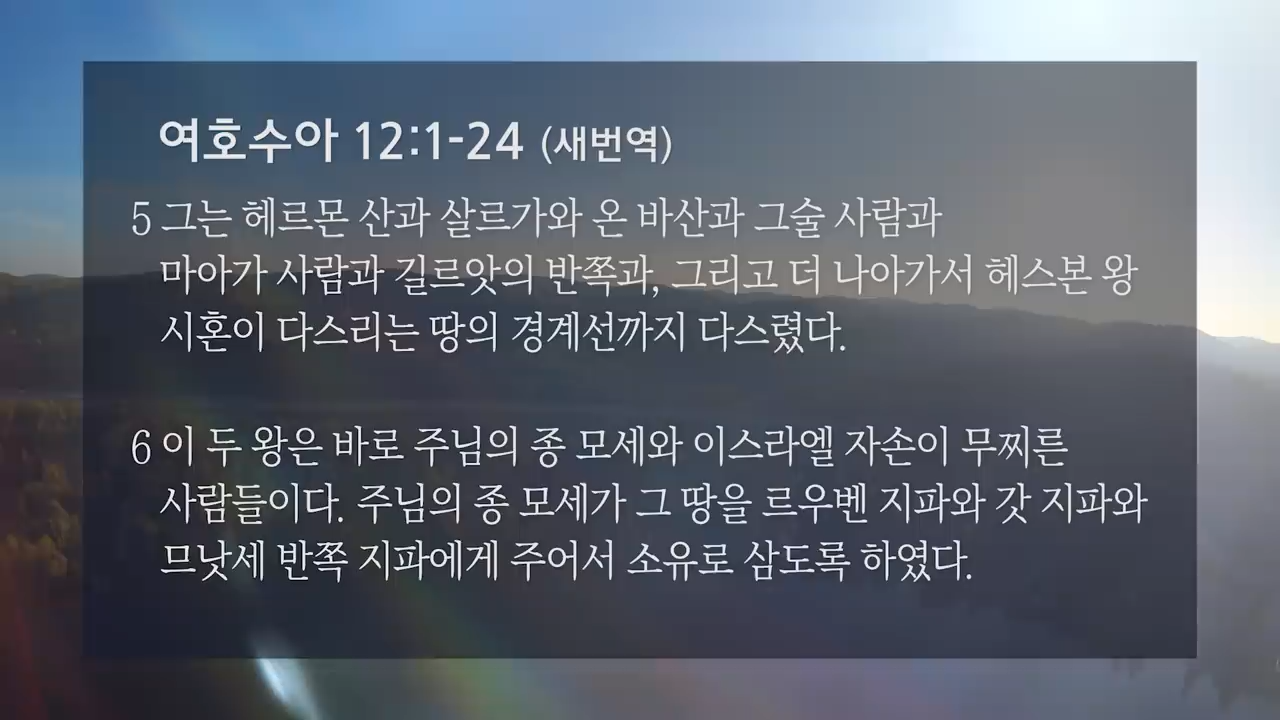 여호수아 12:1-24 (새번역)
5 그는 헤르몬 산과 살르가와 온 바산과 그술 사람과
마아가 사람과 길르앗의 반쪽과, 그리고 더 나아가서 헤스본 왕
시혼이 다스리는 땅의 경계선까지 다스렸다.
6 이 두 왕은 바로 주님의 종 모세와 이스라엘 자손이 무찌른
사람들이다. 주님의 종 모세가 그 땅을 르우벤 지파와 갓 지파와
므낫세 반쪽 지파에게 주어서 소유로 삼도록 하였다.